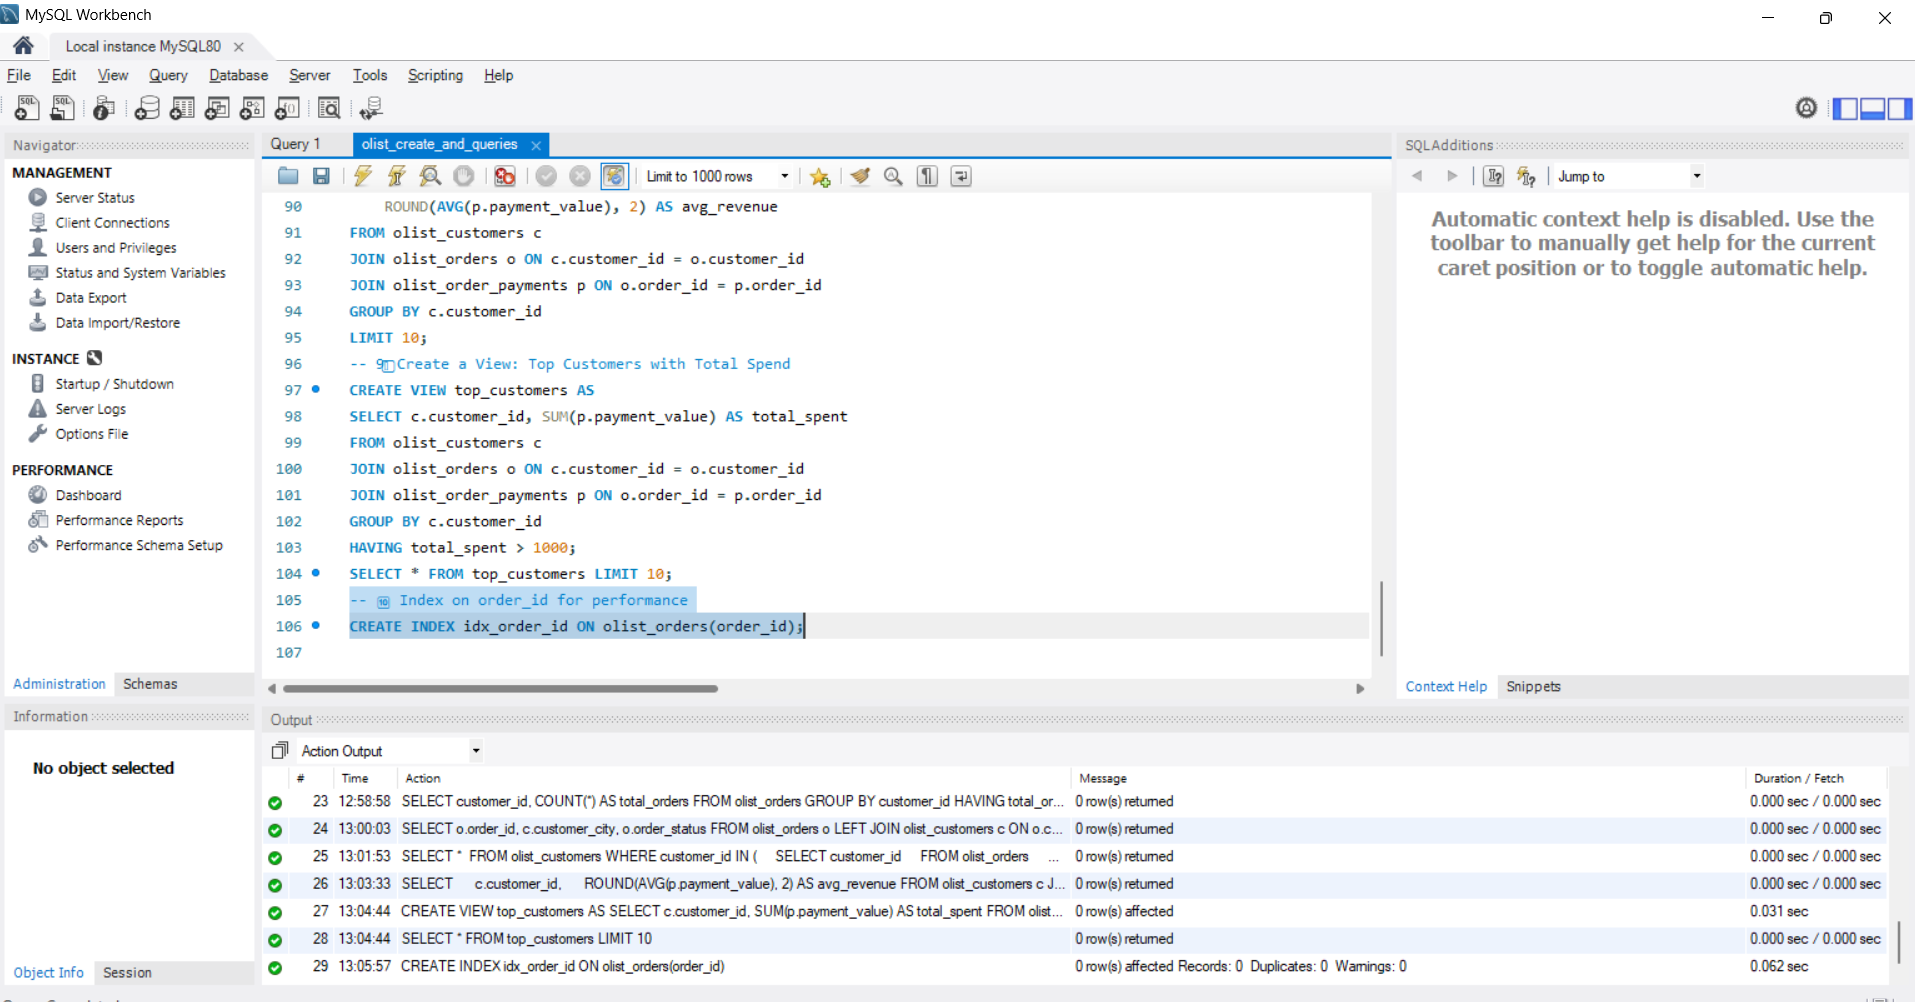 MySQL Workbench
Local instance MySQL80
File Edit View Query Database Server Tools Scripting Help
Navigator
MANAGEMENT
Server Status
Client Connections
Users and Privileges
Status and System Variables
Data Export
Data Import/Restore
INSTANCE
Startup / Shutdown
Server Logs
Options File
PERFORMANCE
Dashboard
Performance Reports
Performance Schema Setup
Administration Schemas
Information
No object selected
Object Info Session
Query 1 olist_create_and_queries
Limit to 1000 rows
90 ROUND(AVG(p.payment_value), 2) AS avg_revenue
91 FROM olist_customers c
92 JOIN olist_orders o ON c.customer_id = o.customer_id
93 JOIN olist_order_payments p ON o.order_id = p.order_id
94 GROUP BY c.customer_id
95 LIMIT 10;
96 -- 9️⃣Create a View: Top Customers with Total Spend
97 CREATE VIEW top_customers AS
98 SELECT c.customer_id, SUM(p.payment_value) AS total_spent
99 FROM olist_customers c
100 JOIN olist_orders o ON c.customer_id = o.customer_id
101 JOIN olist_order_payments p ON o.order_id = p.order_id
102 GROUP BY c.customer_id
103 HAVING total_spent > 1000;
104 SELECT * FROM top_customers LIMIT 10;
105 -- 🔟 Index on order_id for performance
106 CREATE INDEX idx_order_id ON olist_orders(order_id);
107
SQLAdditions
Jump to
Automatic context help is disabled. Use the
toolbar to manually get help for the current
caret position or to toggle automatic help.
Context Help Snippets
Output
Action Output
# Time Action Message Duration / Fetch
23 12:58:58 SELECT customer_id, COUNT(*) AS total_orders FROM olist_orders GROUP BY customer_id HAVING total_or... 0 row(s) returned 0.000 sec / 0.000 sec
24 13:00:03 SELECT o.order_id, c.customer_city, o.order_status FROM olist_orders o LEFT JOIN olist_customers c ON o.c... 0 row(s) returned 0.000 sec / 0.000 sec
25 13:01:53 SELECT * FROM olist_customers WHERE customer_id IN ( SELECT customer_id FROM olist_orders ... 0 row(s) returned 0.000 sec / 0.000 sec
26 13:03:33 SELECT c.customer_id, ROUND(AVG(p.payment_value), 2) AS avg_revenue FROM olist_customers c J... 0 row(s) returned 0.000 sec / 0.000 sec
27 13:04:44 CREATE VIEW top_customers AS SELECT c.customer_id, SUM(p.payment_value) AS total_spent FROM olist... 0 row(s) affected 0.031 sec
28 13:04:44 SELECT * FROM top_customers LIMIT 10 0 row(s) returned 0.000 sec / 0.000 sec
29 13:05:57 CREATE INDEX idx_order_id ON olist_orders(order_id) 0 row(s) affected Records: 0 Duplicates: 0 Warnings: 0 0.062 sec